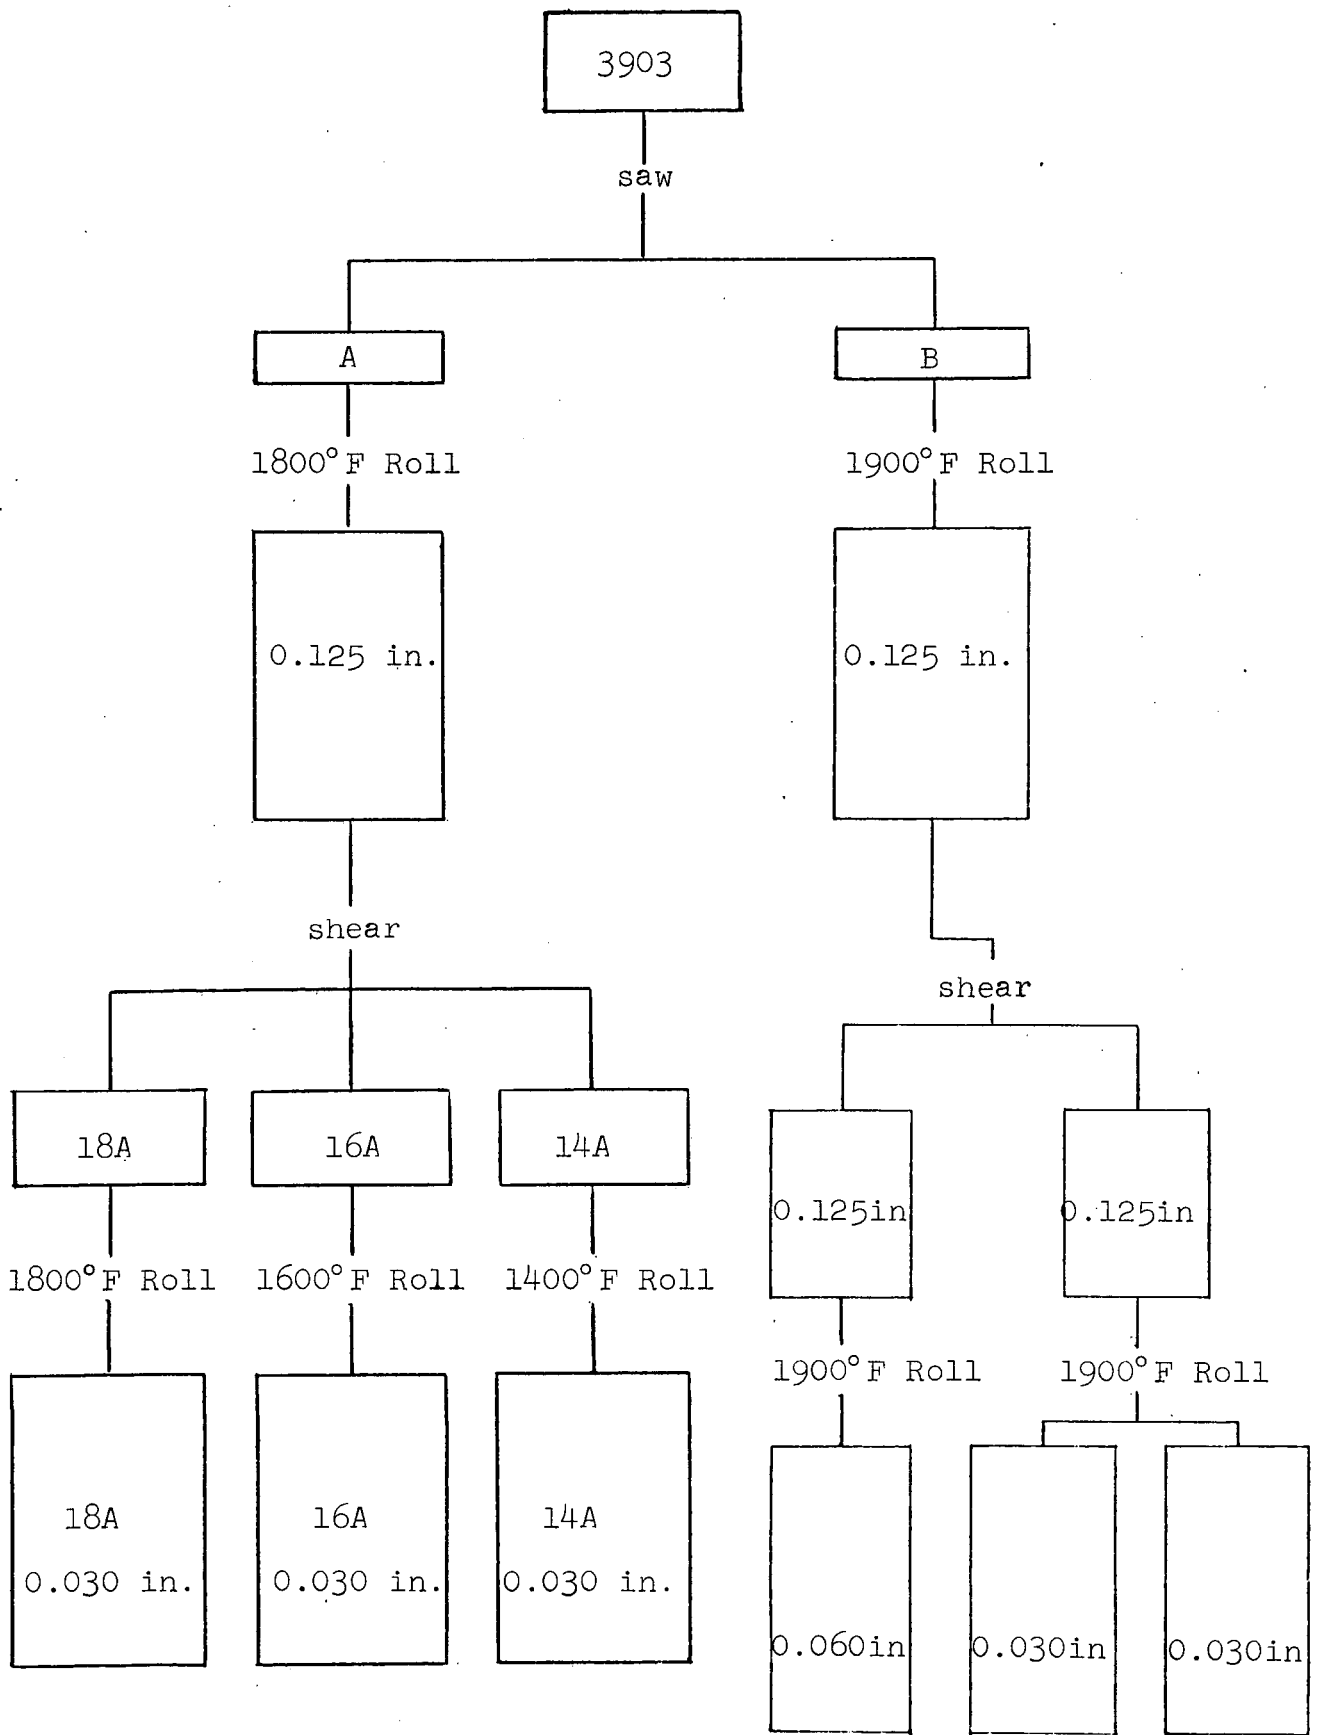 3903
saw
A
B
1800°F Roll
1900°F Roll
0.125 in.
0.125 in.
shear
shear
18A
16A
14A
0.125in
0.125in
1800°F Roll
1600°F Roll
1400°F Roll
1900°F Roll
1900°F Roll
18A
0.030 in.
16A
0.030 in.
14A
0.030 in.
0.060in
0.030in
0.030in